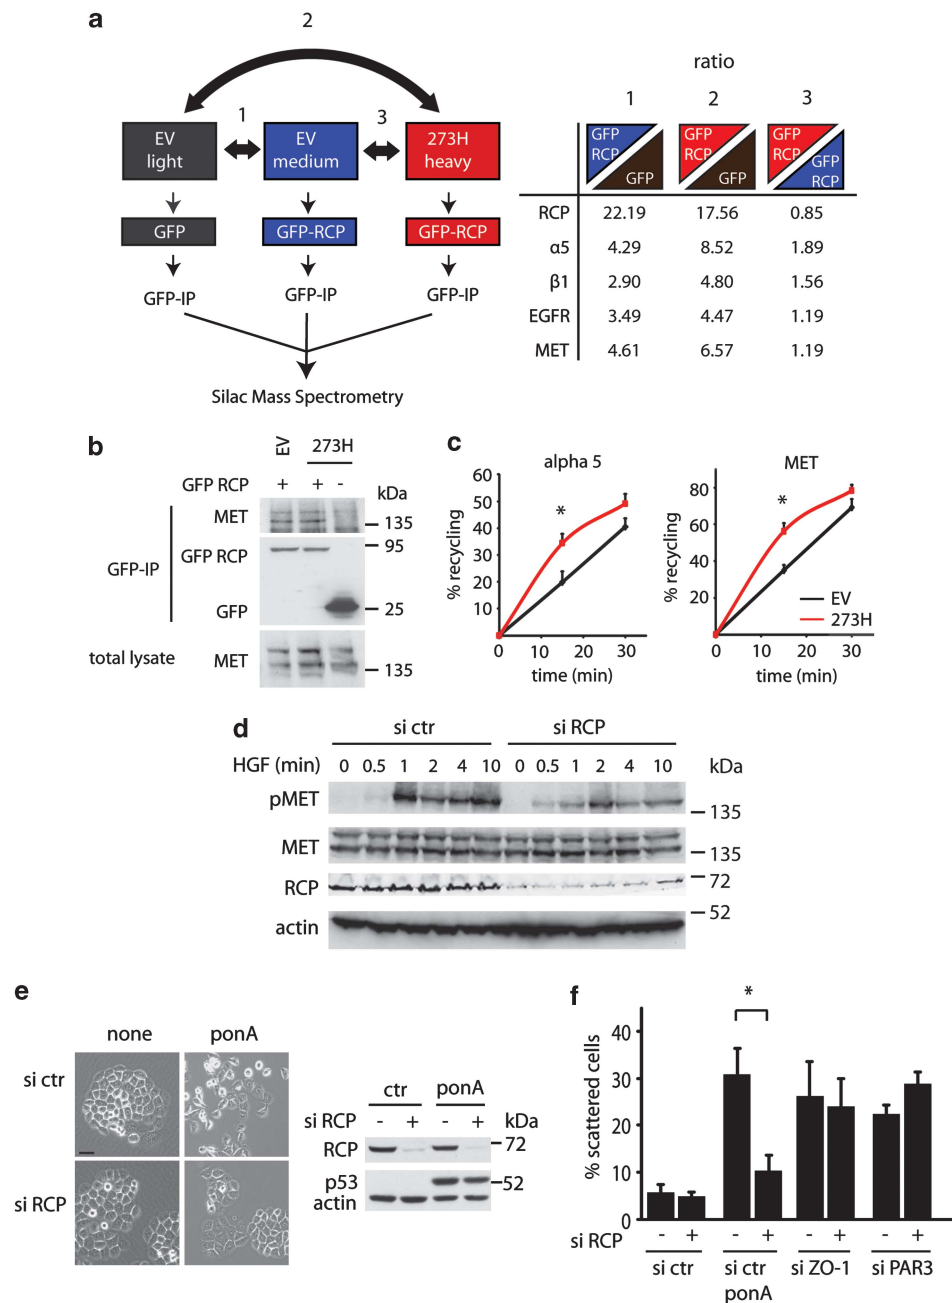 a
2
ratio
1 3
1 2 3
EV light
EV medium
273H heavy
GFP RCP GFP
GFP RCP GFP
GFP RCP GFP RCP
GFP GFP-RCP GFP-RCP
GFP-IP GFP-IP GFP-IP
Silac Mass Spectrometry
RCP 22.19 17.56 0.85
α5 4.29 8.52 1.89
β1 2.90 4.80 1.56
EGFR 3.49 4.47 1.19
MET 4.61 6.57 1.19
b
EV 273H
GFP RCP + + - kDa
GFP-IP
MET 135
GFP RCP 95
GFP 25
total lysate MET 135
c
alpha 5
% recycling
60
50
40
30
20
10
*
0 10 20 30
time (min)
MET
% recycling
80
60
40
20
*
EV
273H
0 10 20 30
time (min)
d
si ctr si RCP
HGF (min) 0 0.5 1 2 4 10 0 0.5 1 2 4 10 kDa
pMET 135
MET 135
RCP 72
52
actin
e
none ponA
si ctr
si RCP
ctr ponA
si RCP - + - + kDa
RCP 72
p53 52
actin
f
% scattered cells
40
30
20
10
0
*
si RCP - + - + - + - +
si ctr si ctr ponA si ZO-1 si PAR3